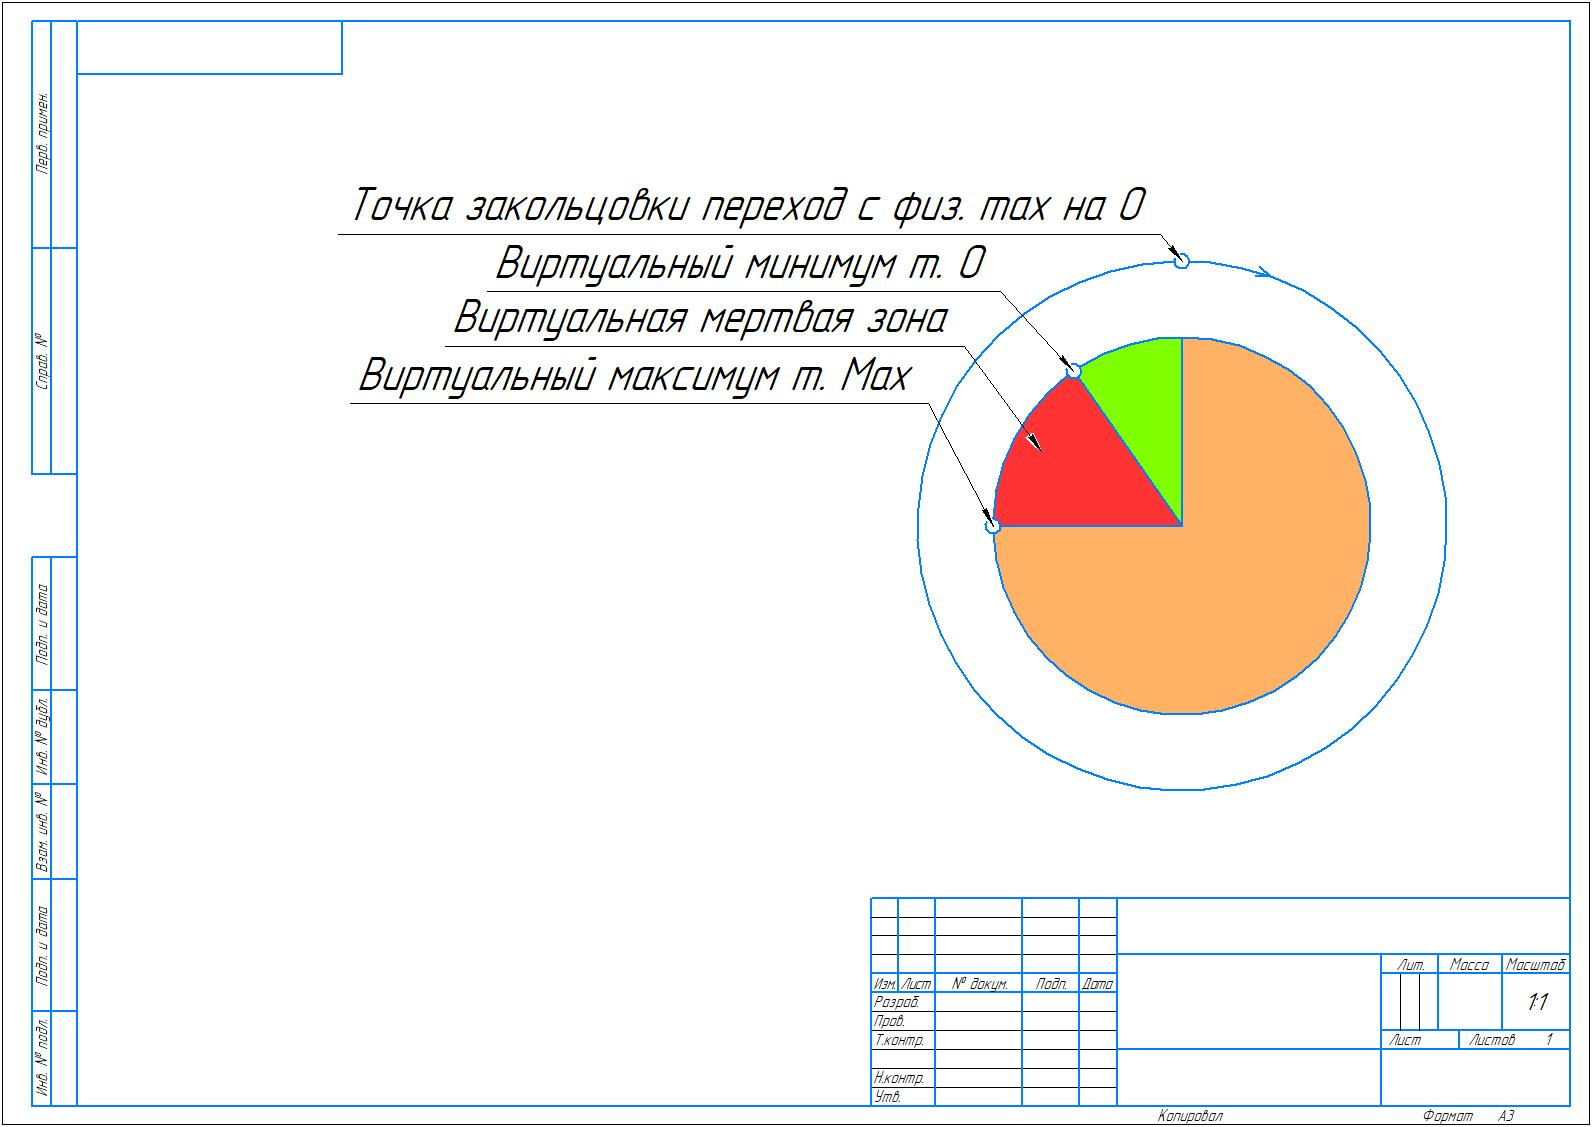 Точка закольцовки переход с физ. max на 0
Виртуальный минимум т. 0
Виртуальная мертвая зона
Виртуальный максимум т. Max
Перв. примен.
Справ. №
Подп. и дата
Инв. № дубл.
Взам. инв. №
Подп. и дата
Инв. № подл.
Изм. Лист № докум. Подп. Дата
Разраб.
Пров.
Т.контр.
Н.контр.
Утв.
Лит. Масса Масштаб
1:1
Лист Листов 1
Копировал Формат А3